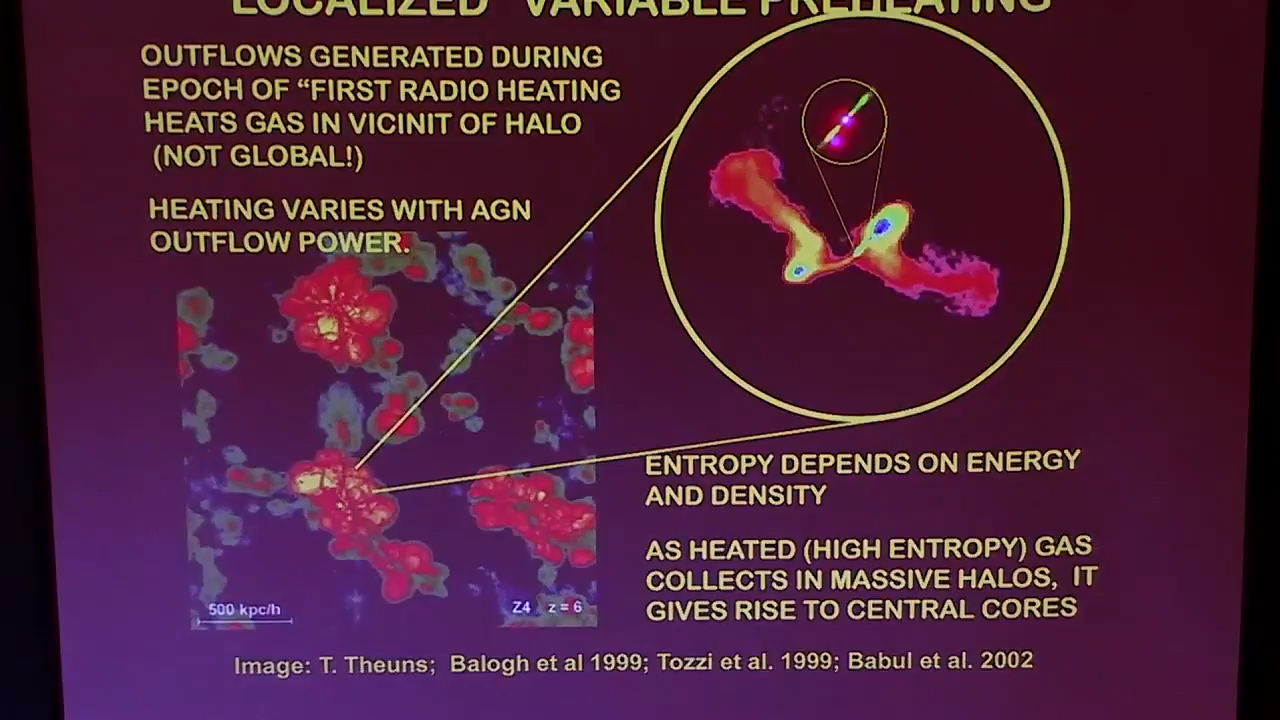 LOCALIZED VARIABLE PREHEATING
OUTFLOWS GENERATED DURING
EPOCH OF “FIRST RADIO HEATING
HEATS GAS IN VICINIT OF HALO
(NOT GLOBAL!)
HEATING VARIES WITH AGN
OUTFLOW POWER.
500 kpc/h
Z4 z = 6
ENTROPY DEPENDS ON ENERGY
AND DENSITY
AS HEATED (HIGH ENTROPY) GAS
COLLECTS IN MASSIVE HALOS, IT
GIVES RISE TO CENTRAL CORES
Image: T. Theuns; Balogh et al 1999; Tozzi et al. 1999; Babul et al. 2002